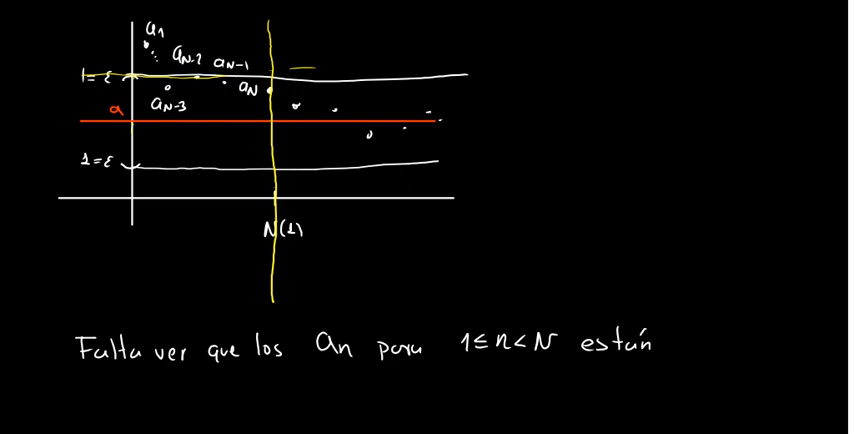 a1
aN-2
aN-1
1=ε
aN
aN-3
a
1=ε
N(1)
Falta ver que los an para 1≤n<N están